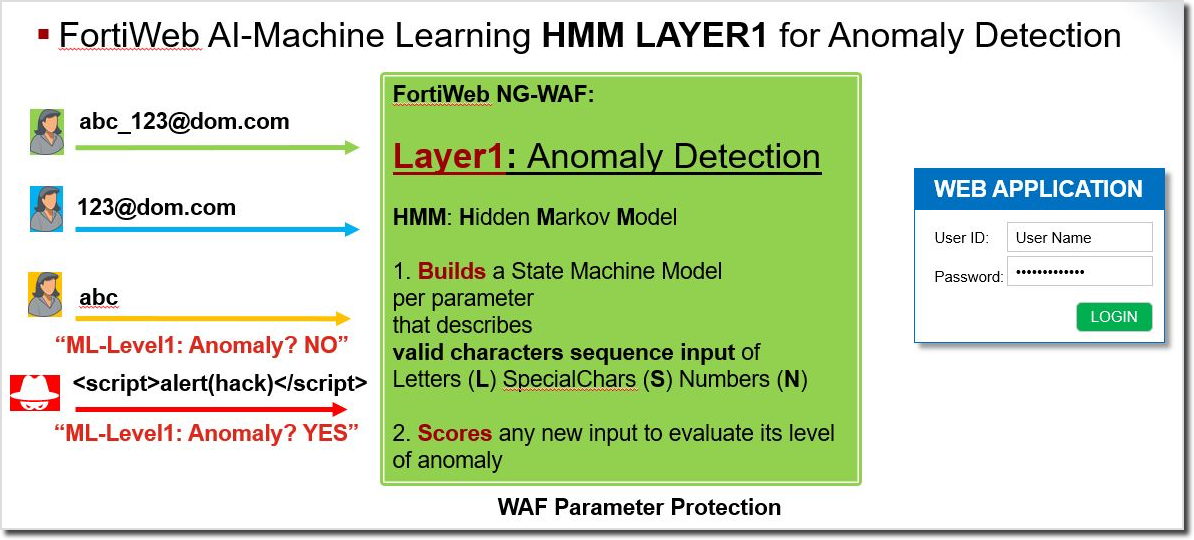 FortiWeb AI-Machine Learning HMM LAYER1 for Anomaly Detection
abc_123@dom.com
123@dom.com
abc
“ML-Level1: Anomaly? NO”
<script>alert(hack)</script>
“ML-Level1: Anomaly? YES”
FortiWeb NG-WAF:
Layer1: Anomaly Detection
HMM: Hidden Markov Model
1. Builds a State Machine Model
per parameter
that describes
valid characters sequence input of
Letters (L) SpecialChars (S) Numbers (N)
2. Scores any new input to evaluate its level
of anomaly
WAF Parameter Protection
WEB APPLICATION
User ID: User Name
Password: •••••••••••••
LOGIN